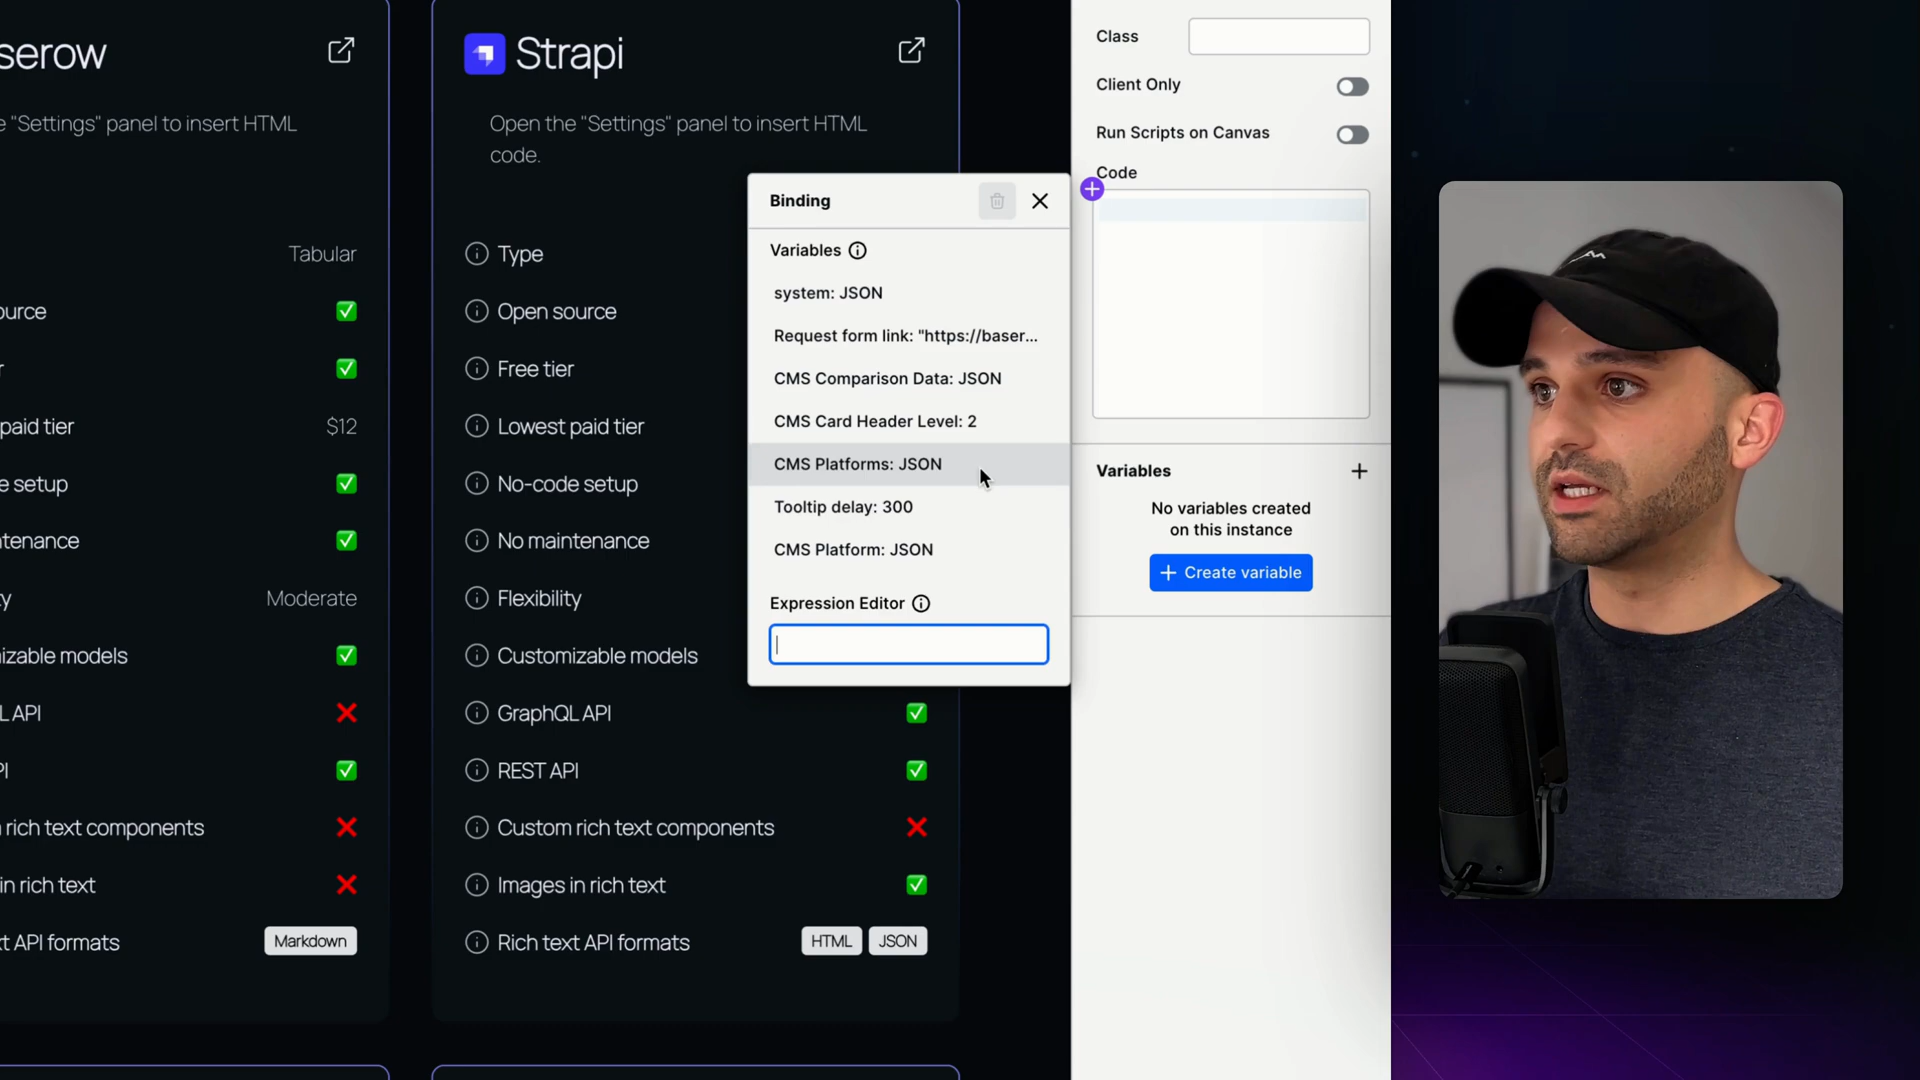 serow
e "Settings" panel to insert HTML
Tabular
ource
r
paid tier
$12
e setup
ntenance
ty
Moderate
izable models
L API
PI
rich text components
in rich text
xt API formats
Markdown
Strapi
Open the "Settings" panel to insert HTML
code.
Type
Open source
Free tier
Lowest paid tier
No-code setup
No maintenance
Flexibility
Customizable models
GraphQL API
REST API
Custom rich text components
Images in rich text
Rich text API formats
HTML JSON
Binding
Variables
system: JSON
Request form link: "https://baser...
CMS Comparison Data: JSON
CMS Card Header Level: 2
CMS Platforms: JSON
Tooltip delay: 300
CMS Platform: JSON
Expression Editor
Class
Client Only
Run Scripts on Canvas
Code
Variables
No variables created
on this instance
Create variable